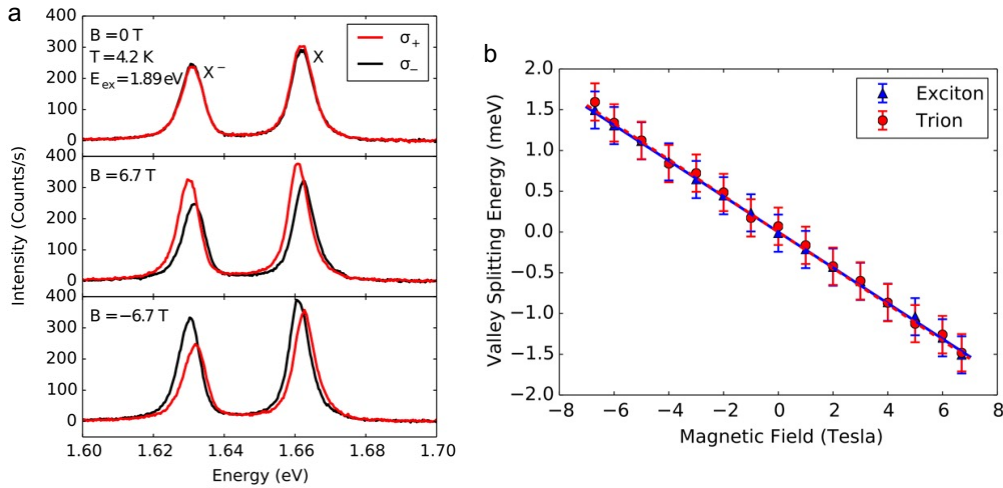 a
B=0 T
T=4.2 K
E_ex=1.89eV
X⁻
X
σ₊
σ₋
400
300
200
100
0
B=6.7 T
400
300
200
100
0
B=−6.7 T
400
300
200
100
0
1.60 1.62 1.64 1.66 1.68 1.70
Energy (eV)
Intensity (Counts/s)
b
Exciton
Trion
2.0
1.5
1.0
0.5
0.0
−0.5
−1.0
−1.5
−2.0
−8 −6 −4 −2 0 2 4 6 8
Magnetic Field (Tesla)
Valley Splitting Energy (meV)